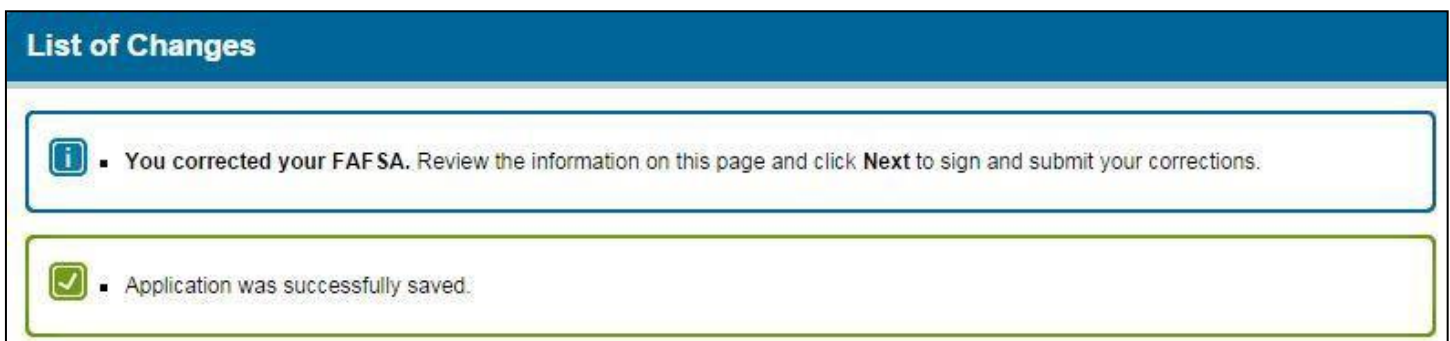 List of Changes
▪ You corrected your FAFSA. Review the information on this page and click Next to sign and submit your corrections.
▪ Application was successfully saved.